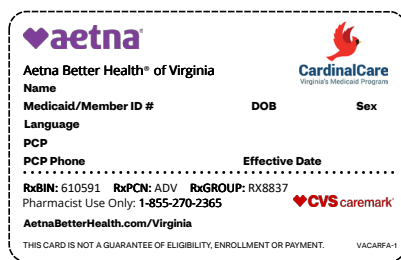 aetna®
Aetna Better Health® of Virginia
CardinalCare
Virginia's Medicaid Program
Name
Medicaid/Member ID # DOB Sex
Language
PCP
PCP Phone Effective Date
RxBIN: 610591 RxPCN: ADV RxGROUP: RX8837
Pharmacist Use Only: 1-855-270-2365
CVS caremark®
AetnaBetterHealth.com/Virginia
THIS CARD IS NOT A GUARANTEE OF ELIGIBILITY, ENROLLMENT OR PAYMENT. VACARFA-1